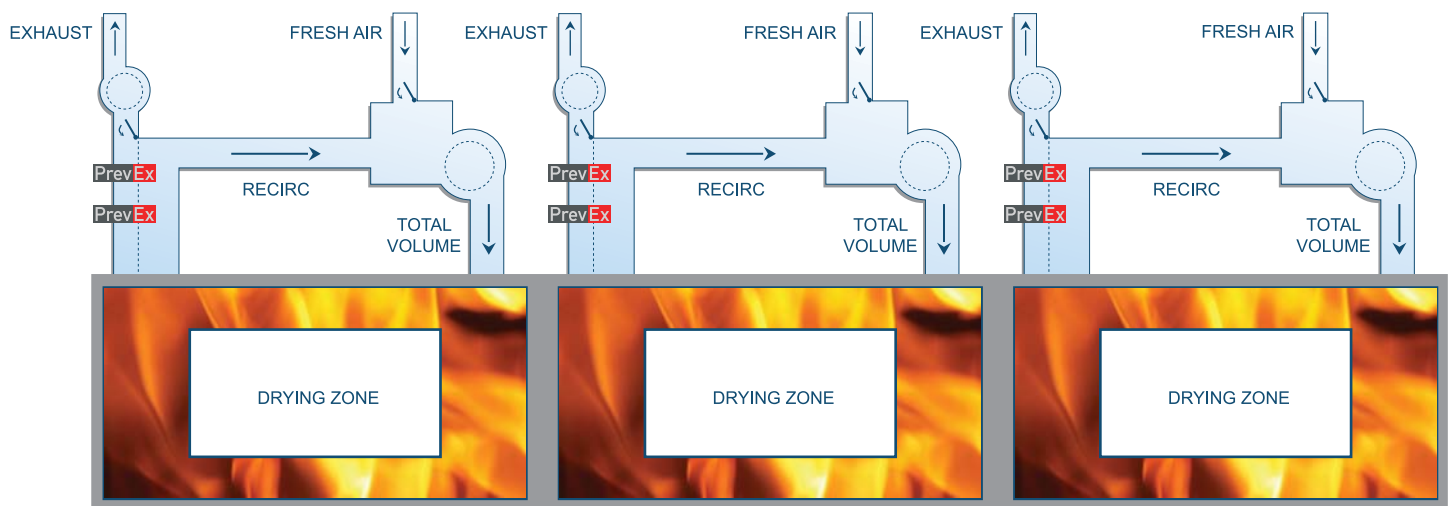 EXHAUST
FRESH AIR
EXHAUST
FRESH AIR
EXHAUST
FRESH AIR
PrevEx
RECIRC
PrevEx
RECIRC
PrevEx
RECIRC
PrevEx
TOTAL
VOLUME
PrevEx
TOTAL
VOLUME
PrevEx
TOTAL
VOLUME
DRYING ZONE
DRYING ZONE
DRYING ZONE